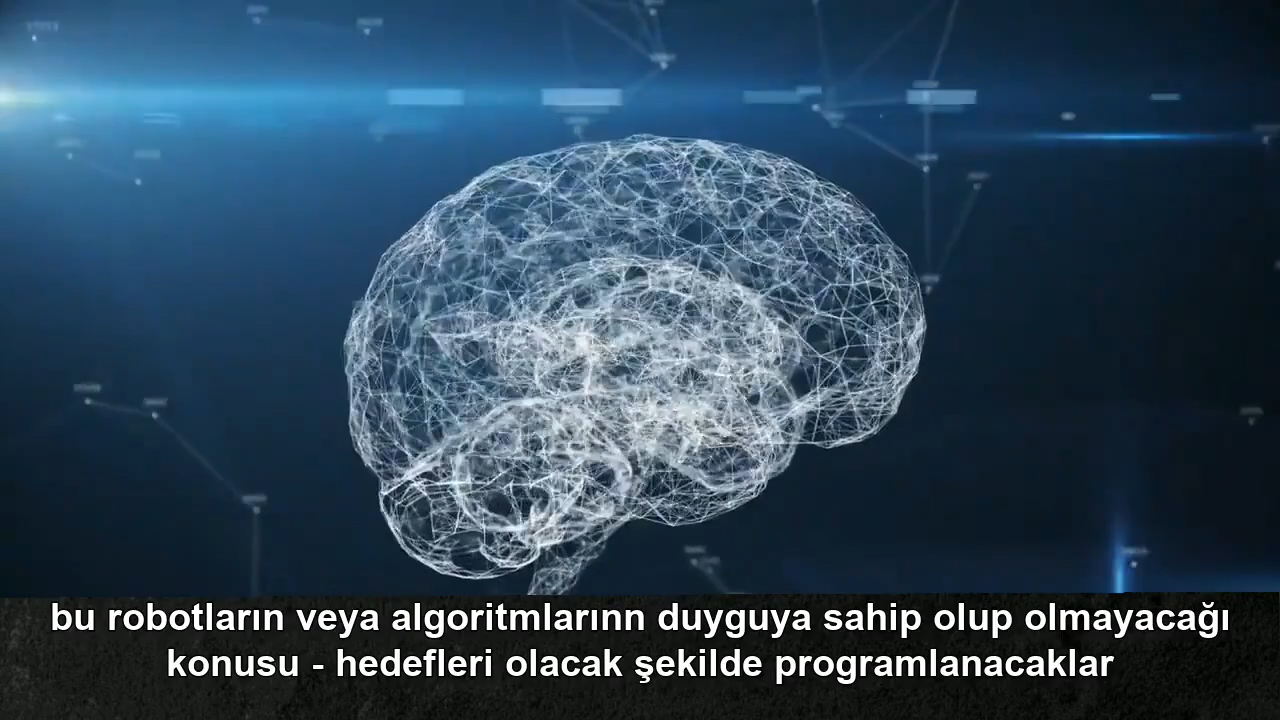 bu robotların veya algoritmlarınn duyguya sahip olup olmayacağı
konusu - hedefleri olacak şekilde programlanacaklar